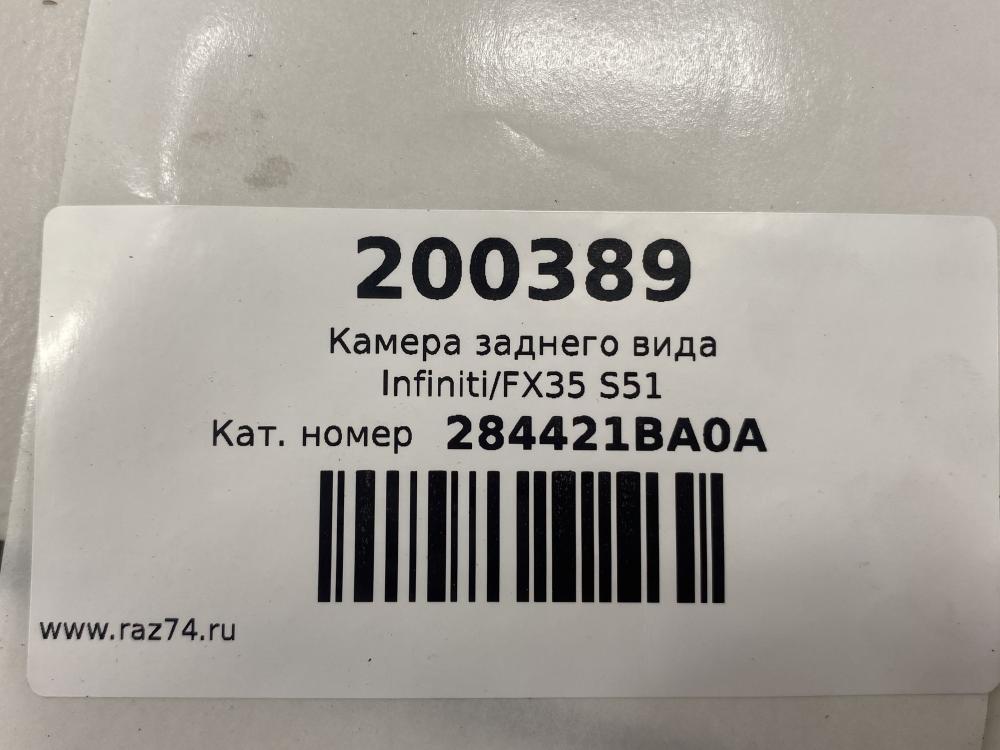 200389
Камера заднего вида
Infiniti/FX35 S51
Кат. номер 284421BA0A
www.raz74.ru